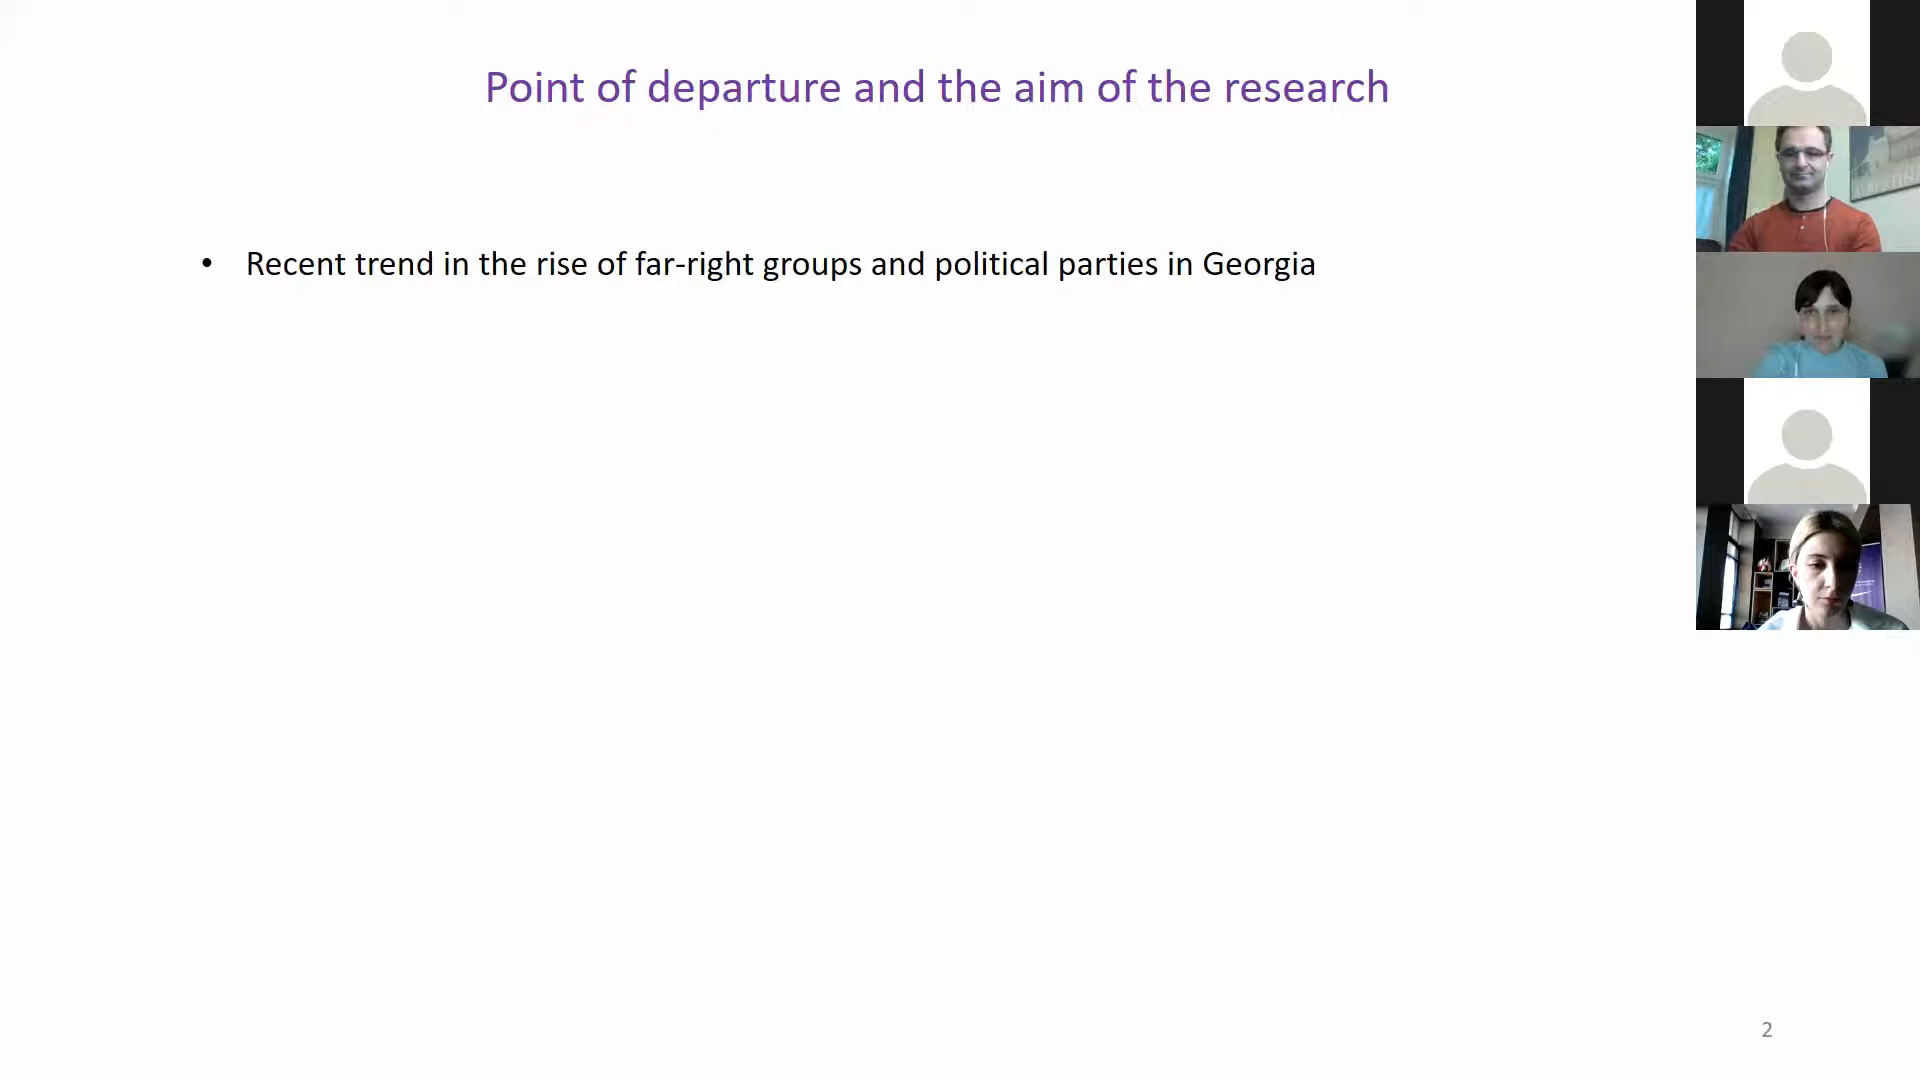 Point of departure and the aim of the research
• Recent trend in the rise of far-right groups and political parties in Georgia
2